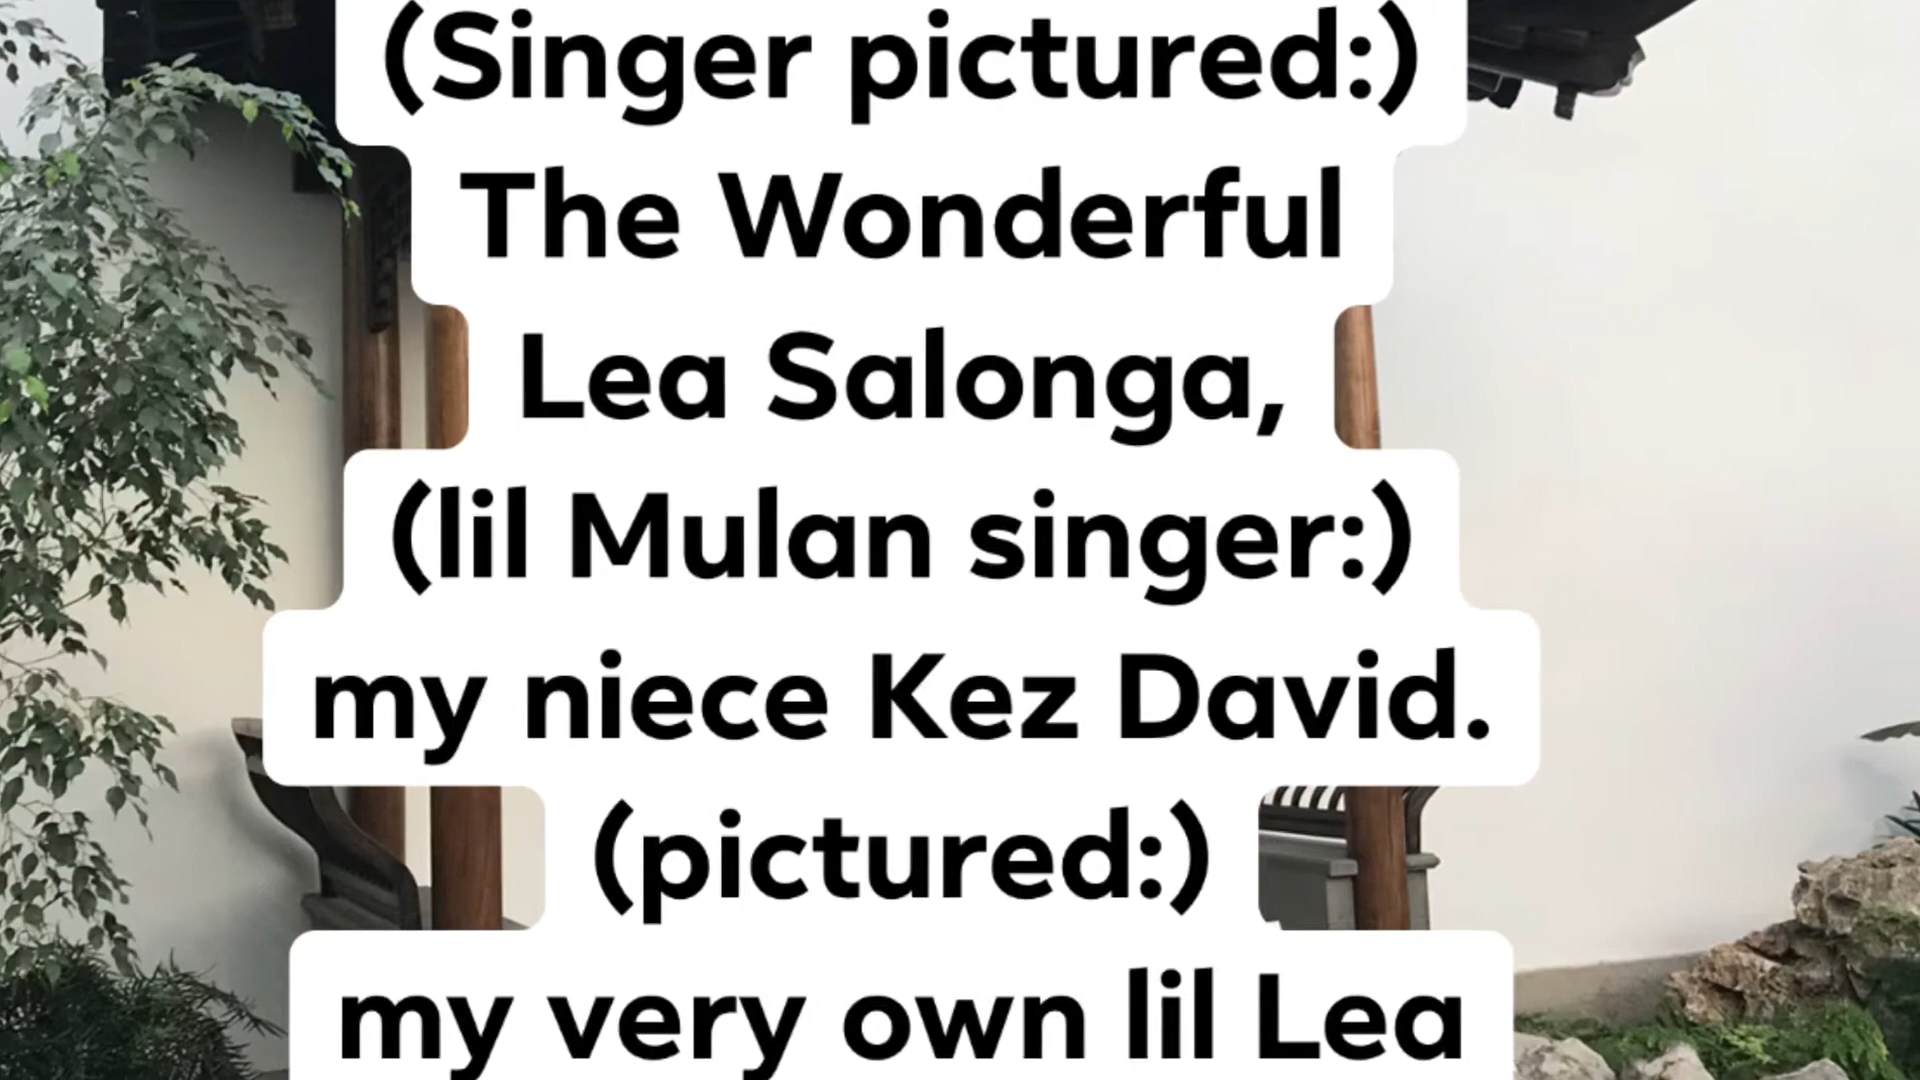 (Singer pictured:)
The Wonderful
Lea Salonga,
(lil Mulan singer:)
my niece Kez David.
(pictured:)
my very own lil Lea